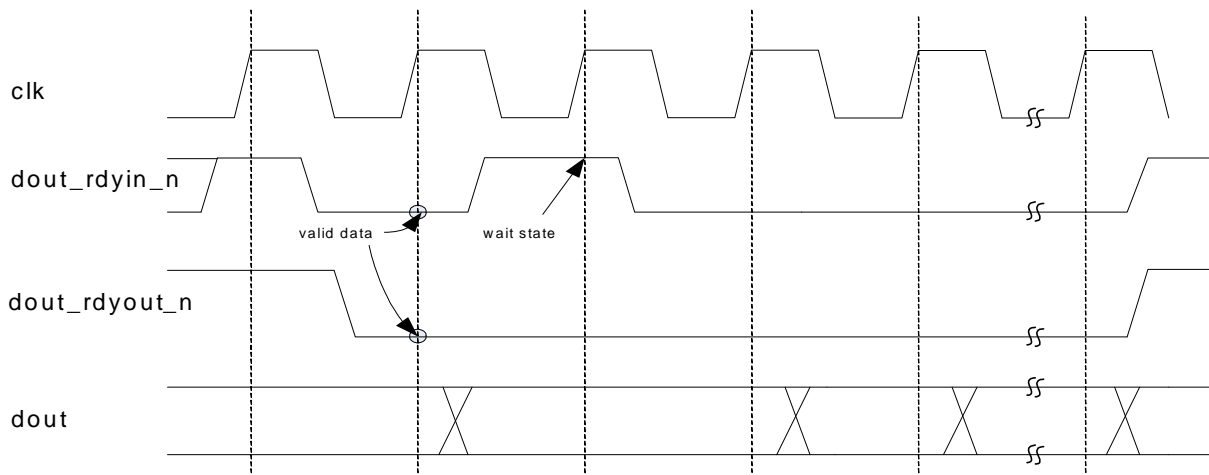 clk
dout_rdyin_n
valid data
wait state
dout_rdyout_n
dout